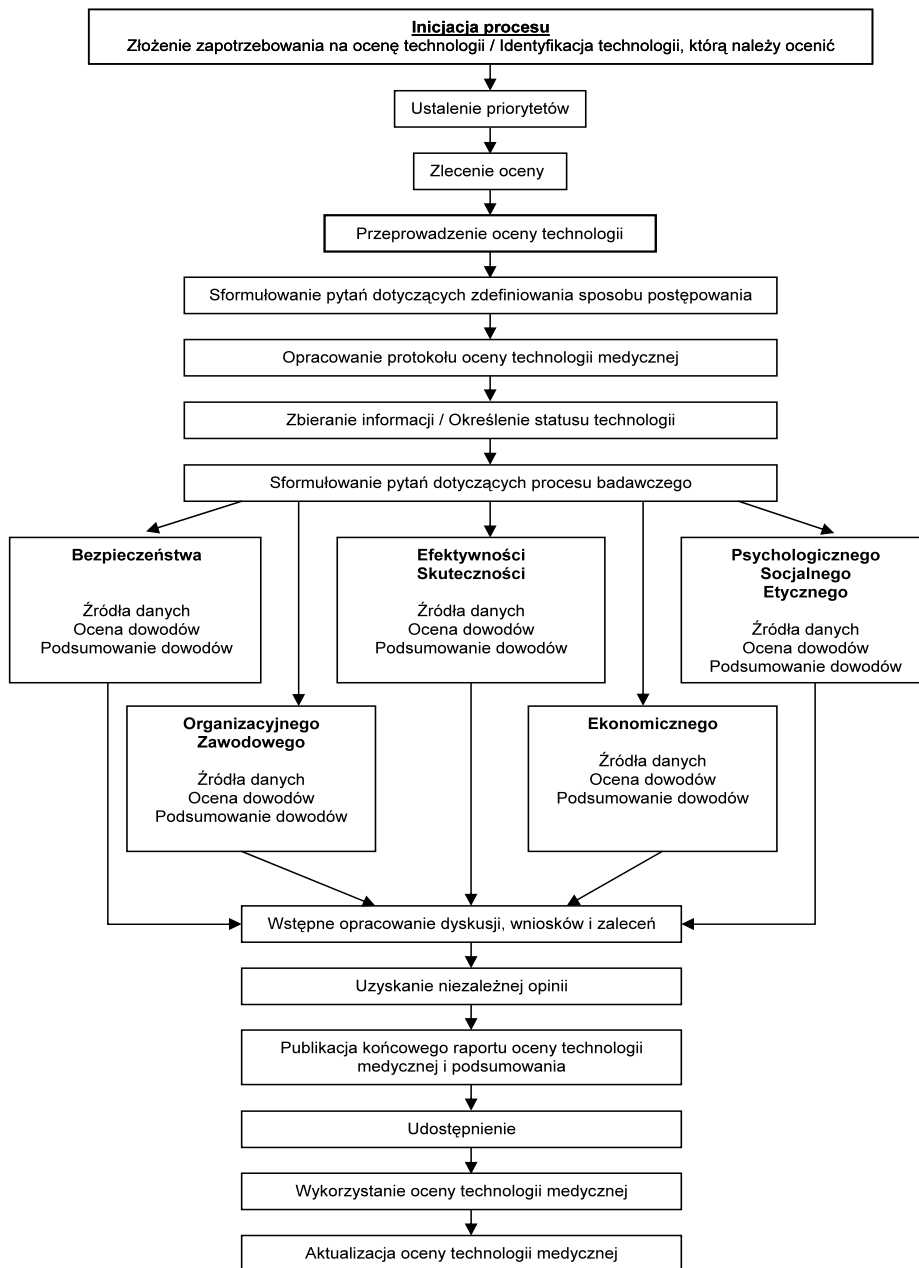 Inicjacja procesu
Złożenie zapotrzebowania na ocenę technologii / Identyfikacja technologii, którą należy ocenić
Ustalenie priorytetów
Zlecenie oceny
Przeprowadzenie oceny technologii
Sformułowanie pytań dotyczących zdefiniowania sposobu postępowania
Opracowanie protokołu oceny technologii medycznej
Zbieranie informacji / Określenie statusu technologii
Sformułowanie pytań dotyczących procesu badawczego
Bezpieczeństwa
Źródła danych
Ocena dowodów
Podsumowanie dowodów
Efektywności
Skuteczności
Źródła danych
Ocena dowodów
Podsumowanie dowodów
Psychologicznego
Socjalnego
Etycznego
Źródła danych
Ocena dowodów
Podsumowanie dowodów
Organizacyjnego
Zawodowego
Źródła danych
Ocena dowodów
Podsumowanie dowodów
Ekonomicznego
Źródła danych
Ocena dowodów
Podsumowanie dowodów
Wstępne opracowanie dyskusji, wniosków i zaleceń
Uzyskanie niezależnej opinii
Publikacja końcowego raportu oceny technologii
medycznej i podsumowania
Udostępnienie
Wykorzystanie oceny technologii medycznej
Aktualizacja oceny technologii medycznej